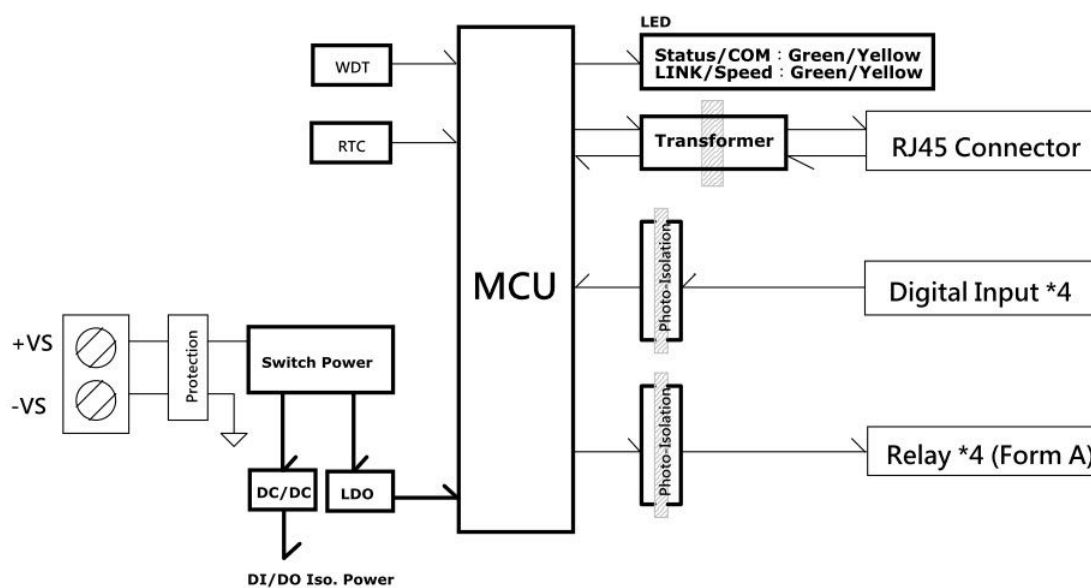 LED
Status/COM：Green/Yellow
LINK/Speed：Green/Yellow
WDT
RTC
Transformer
RJ45 Connector
MCU
Photo-Isolation
Digital Input *4
+VS
-VS
Protection
Switch Power
Photo-Isolation
Relay *4 (Form A)
DC/DC
LDO
DI/DO Iso. Power